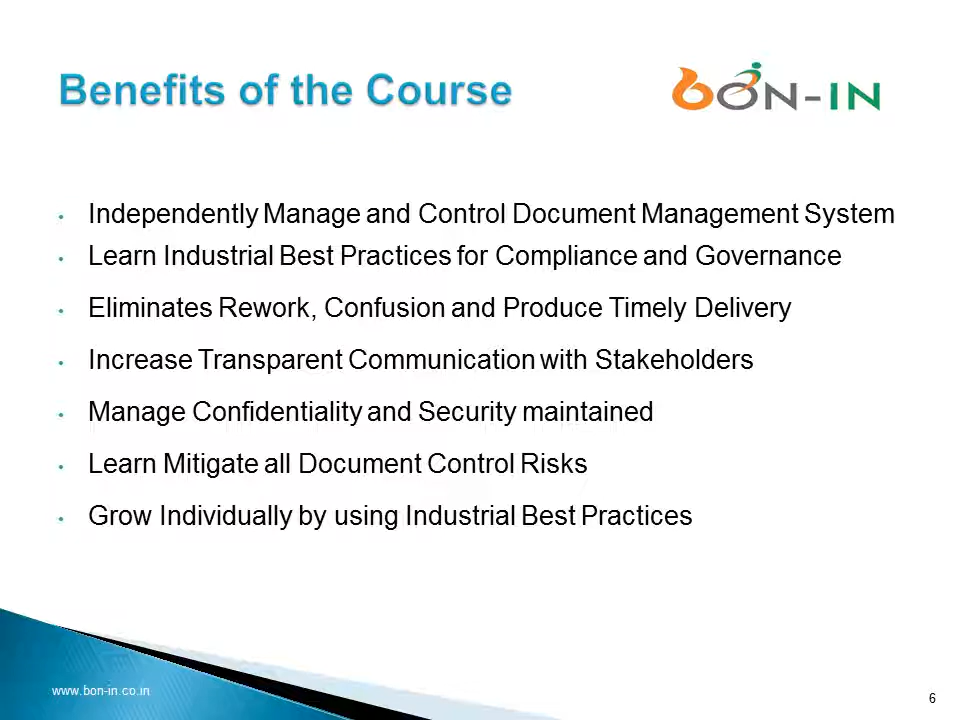 Benefits of the Course
BON-IN
• Independently Manage and Control Document Management System
• Learn Industrial Best Practices for Compliance and Governance
• Eliminates Rework, Confusion and Produce Timely Delivery
• Increase Transparent Communication with Stakeholders
• Manage Confidentiality and Security maintained
• Learn Mitigate all Document Control Risks
• Grow Individually by using Industrial Best Practices
www.bon-in.co.in
6